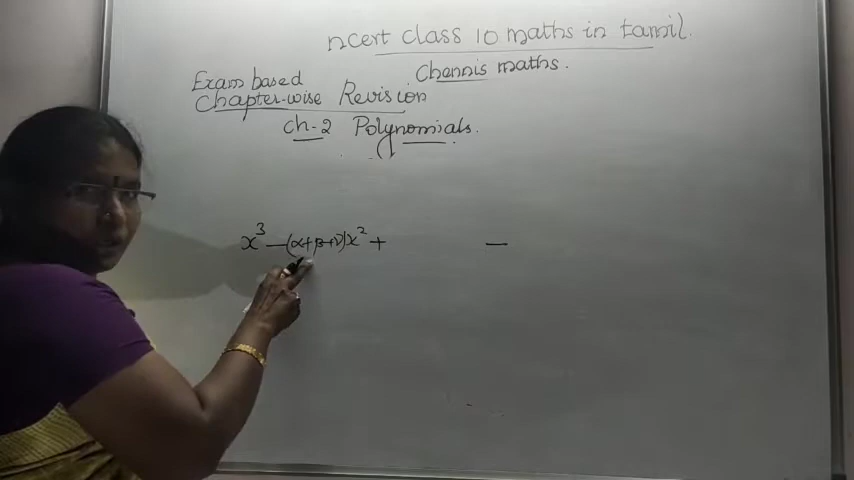 ncert class 10 maths in tamil.
Chennis maths.
Exam based
Chapter-wise Revision
Ch-2 Polynomials.
x³ -(α+β+γ)x² + -